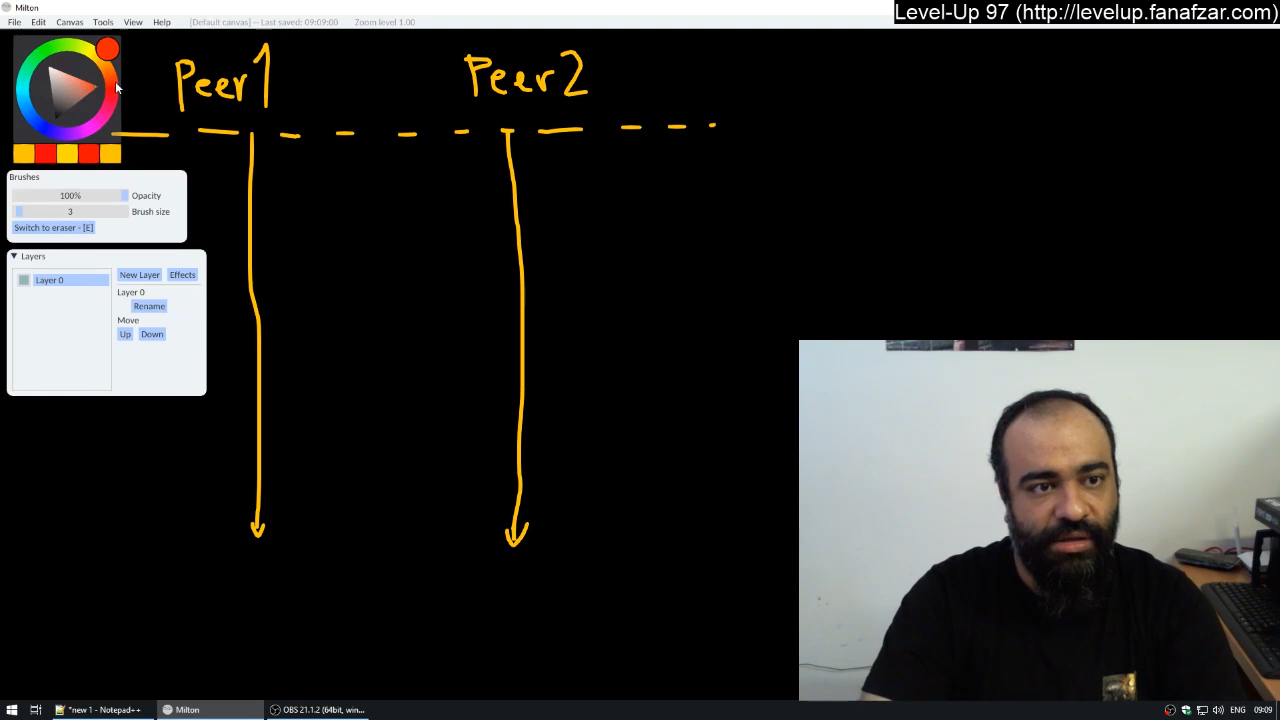 Milton
Level-Up 97 (http://levelup.fanafzar.com)
File Edit Canvas Tools View Help [Default canvas] -- Last saved: 09:09:00 Zoom level 1.00
Peer1 Peer2
Brushes
100% Opacity
3 Brush size
Switch to eraser - [E]
Layers
Layer 0 New Layer Effects
Layer 0
Rename
Move
Up Down
*new 1 - Notepad++ Milton OBS 21.1.2 (64bit, win... ENG 09:09